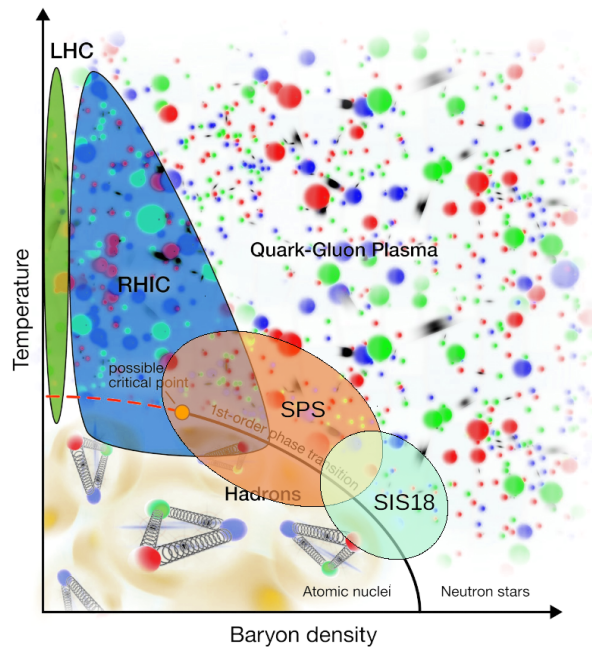 LHC
Temperature
Quark-Gluon Plasma
RHIC
possible
critical point
SPS
1st-order phase transition
Hadrons
SIS18
Atomic nuclei
Neutron stars
Baryon density